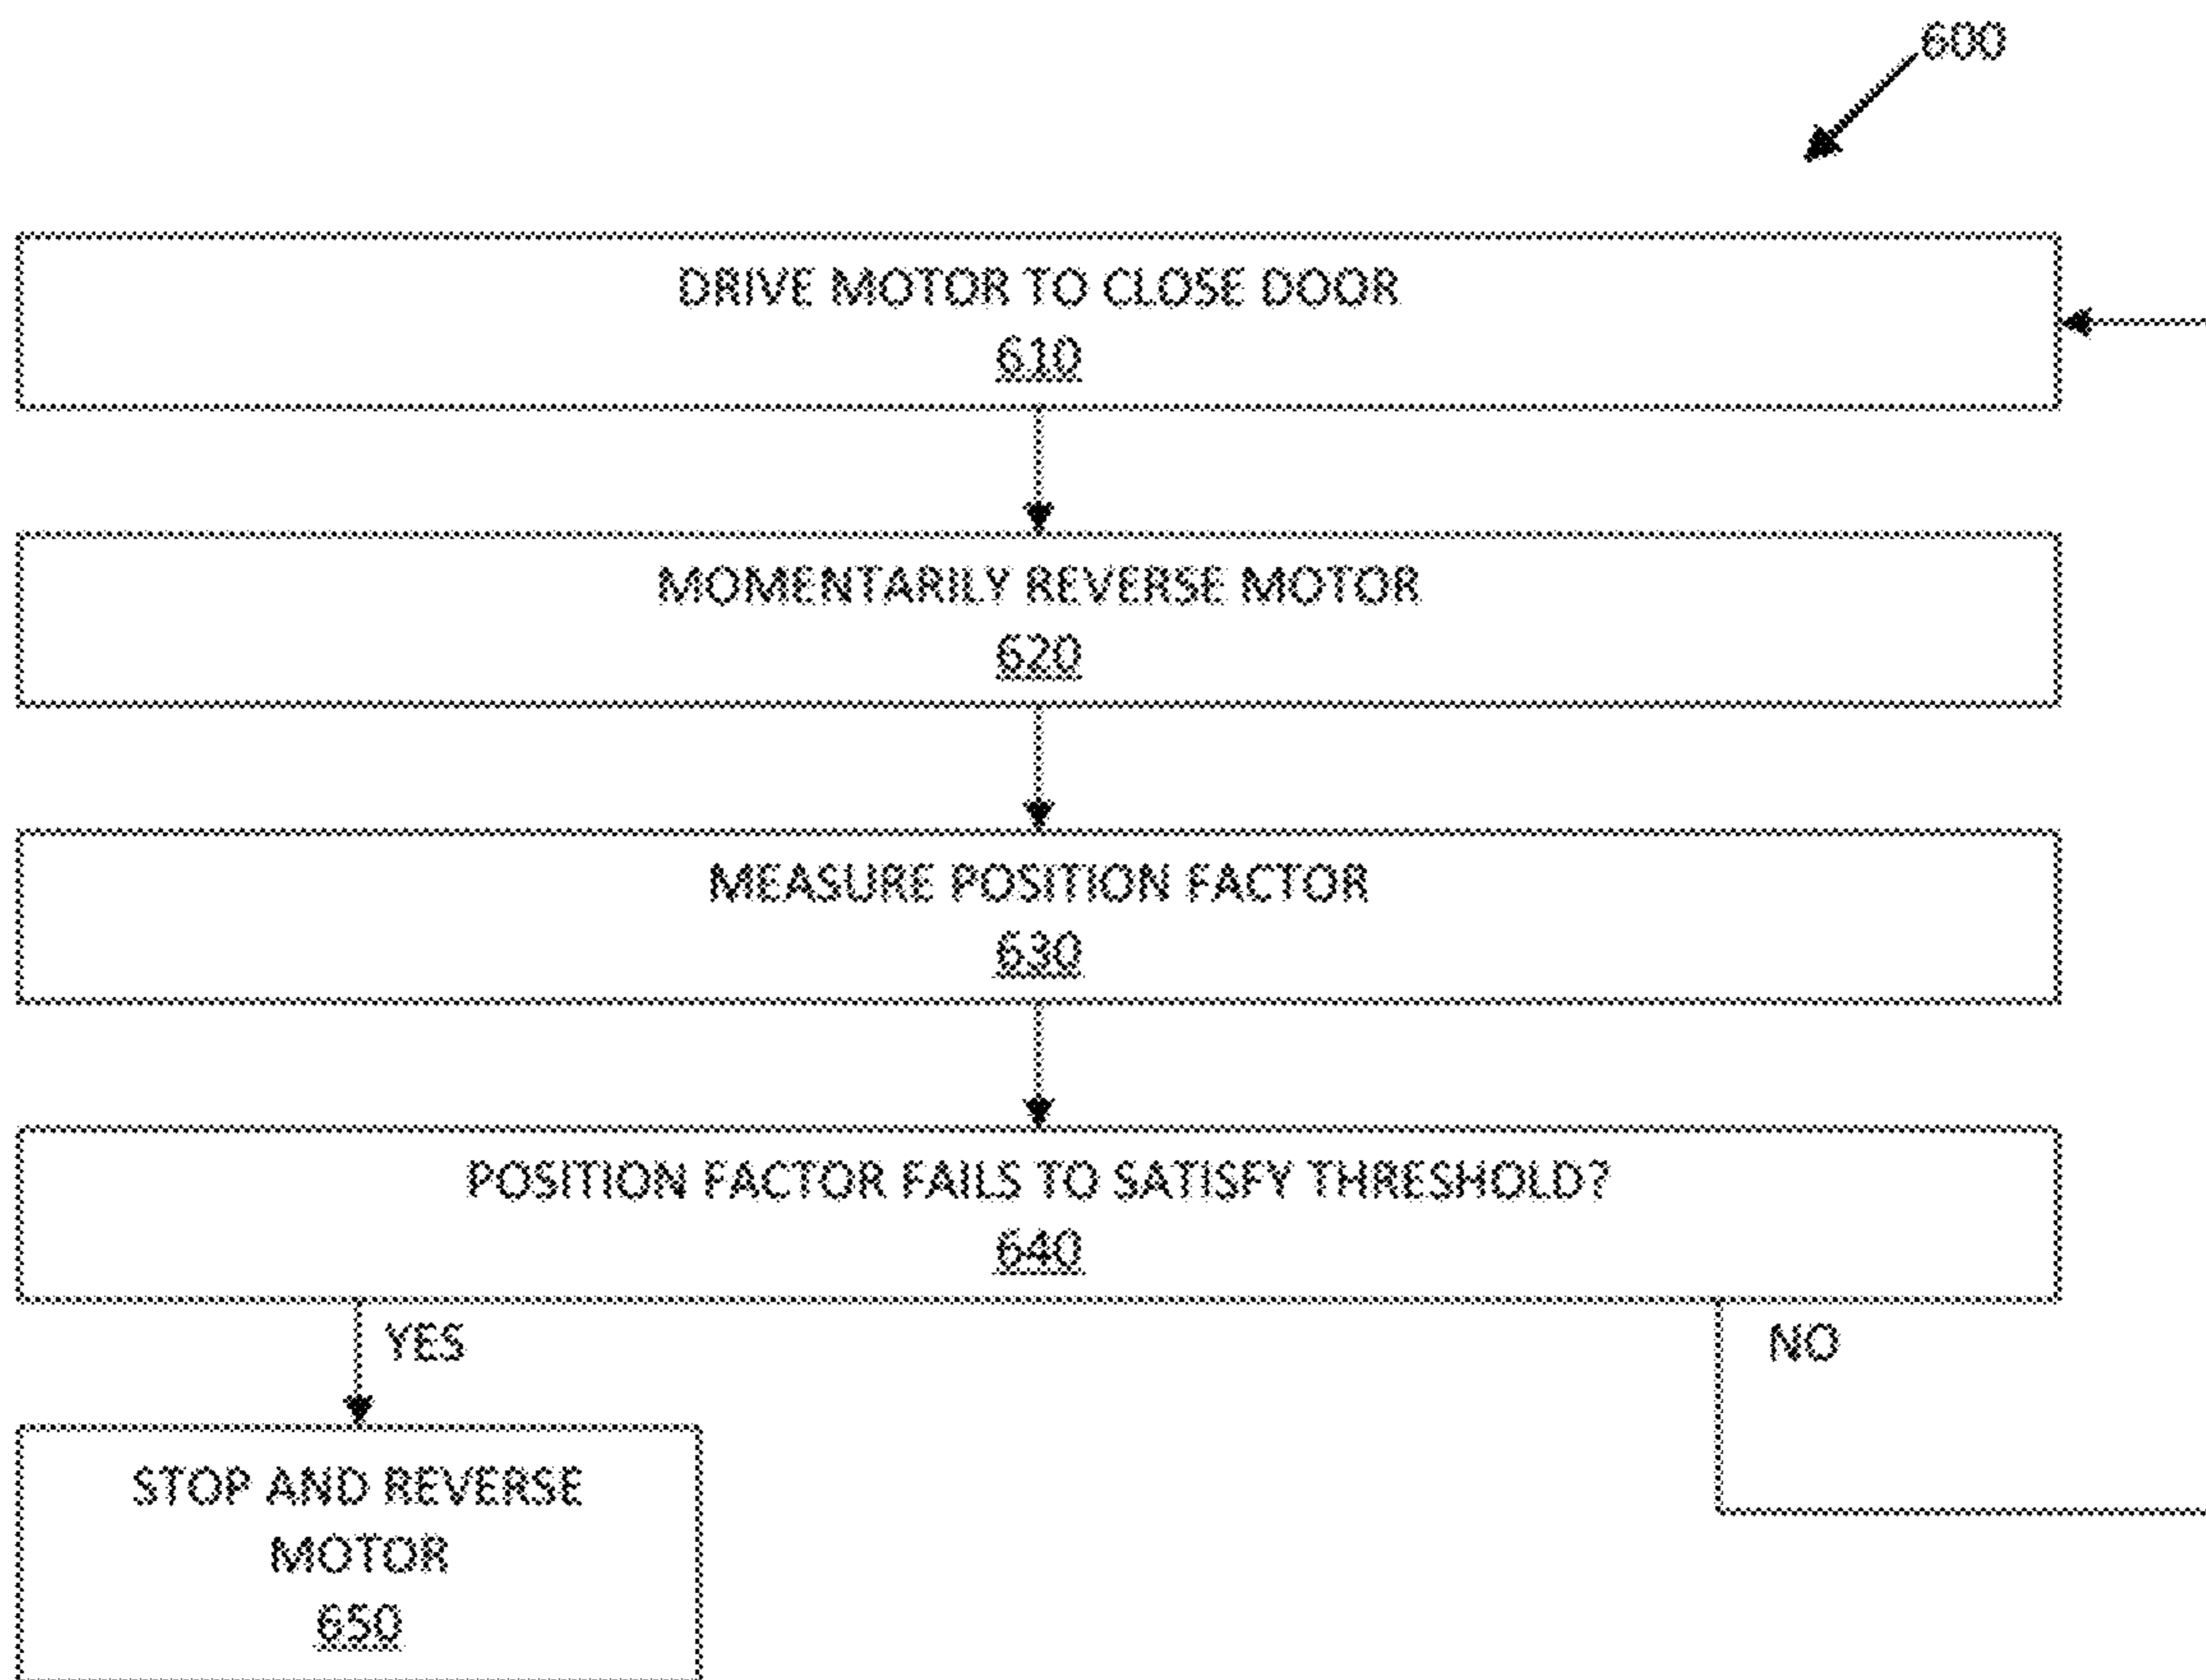 600
DRIVE MOTOR TO CLOSE DOOR
610
MOMENTARILY REVERSE MOTOR
620
MEASURE POSITION FACTOR
630
POSITION FACTOR FAILS TO SATISFY THRESHOLD?
640
YES
NO
STOP AND REVERSE
MOTOR
650